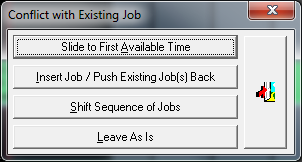 Conflict with Existing Job
Slide to First Available Time
Insert Job / Push Existing Job(s) Back
Shift Sequence of Jobs
Leave As Is